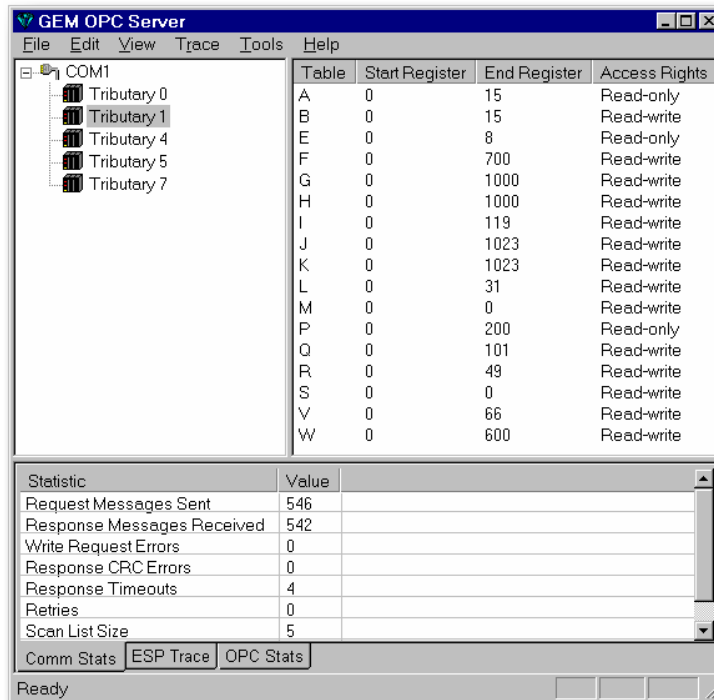 GEM OPC Server
File Edit View Trace Tools Help
COM1
Tributary 0
Tributary 1
Tributary 4
Tributary 5
Tributary 7
Table Start Register End Register Access Rights
A 0 15 Read-only
B 0 15 Read-write
E 0 8 Read-only
F 0 700 Read-write
G 0 1000 Read-write
H 0 1000 Read-write
I 0 119 Read-write
J 0 1023 Read-write
K 0 1023 Read-write
L 0 31 Read-write
M 0 0 Read-write
P 0 200 Read-only
Q 0 101 Read-write
R 0 49 Read-write
S 0 0 Read-write
V 0 66 Read-write
W 0 600 Read-write
Statistic Value
Request Messages Sent 546
Response Messages Received 542
Write Request Errors 0
Response CRC Errors 0
Response Timeouts 4
Retries 0
Scan List Size 5
Comm Stats ESP Trace OPC Stats
Ready